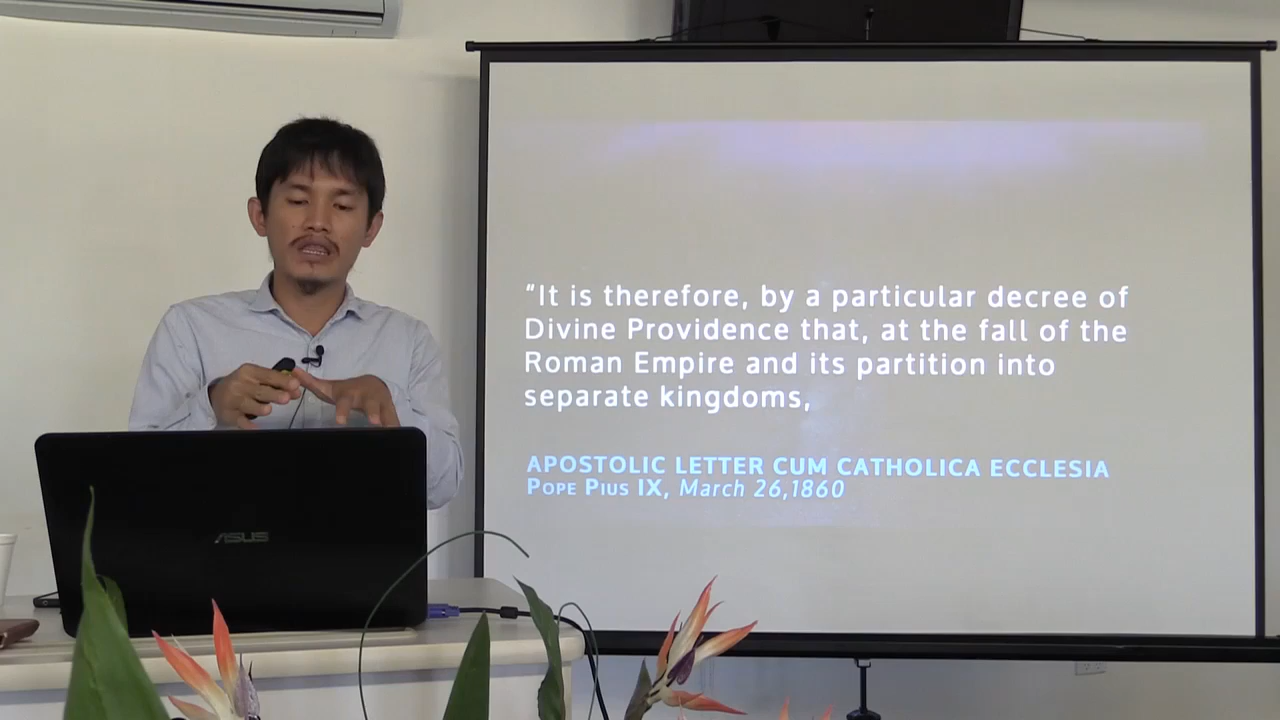 “It is therefore, by a particular decree of
Divine Providence that, at the fall of the
Roman Empire and its partition into
separate kingdoms,
APOSTOLIC LETTER CUM CATHOLICA ECCLESIA
POPE PIUS IX, March 26,1860
ASUS